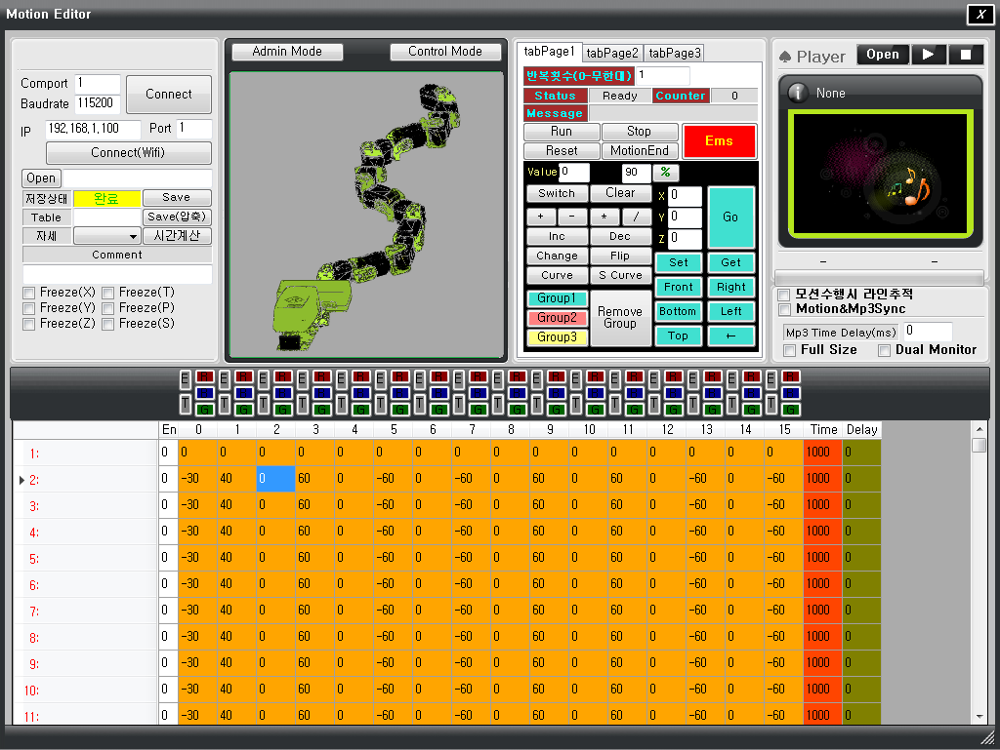 Motion Editor
X
Comport 1
Baudrate 115200
Connect
IP 192,168,1,100 Port 1
Connect(Wifi)
Open
저장상태 완료 Save
Table Save(압축)
자세 시간계산
Comment
Freeze(X) Freeze(T)
Freeze(Y) Freeze(P)
Freeze(Z) Freeze(S)
Admin Mode Control Mode
tabPage1 tabPage2 tabPage3
반복횟수(0-무한대) 1
Status Ready Counter 0
Message
Run Stop
Reset MotionEnd
Ems
Value 0 90 %
Switch Clear X 0
+ - * / Y 0
Inc Dec Z 0
Go
Change Flip Set Get
Curve S Curve
Group1 Front Right
Group2 Remove Group Bottom Left
Group3 Top ←
Player Open
None
– –
모션수행시 라인추적
Motion&Mp3Sync
Mp3 Time Delay(ms) 0
Full Size Dual Monitor
E E E E E E E E E E E E E E E E
T T T T T T T T T T T T T T T T
En 0 1 2 3 4 5 6 7 8 9 10 11 12 13 14 15 Time Delay
1: 0 0 0 0 0 0 0 0 0 0 0 0 0 0 0 0 0 1000 0
2: 0 -30 40 0 60 0 -60 0 -60 0 60 0 60 0 -60 0 -60 1000 0
3: 0 -30 40 0 60 0 -60 0 -60 0 60 0 60 0 -60 0 -60 1000 0
4: 0 -30 40 0 60 0 -60 0 -60 0 60 0 60 0 -60 0 -60 1000 0
5: 0 -30 40 0 60 0 -60 0 -60 0 60 0 60 0 -60 0 -60 1000 0
6: 0 -30 40 0 60 0 -60 0 -60 0 60 0 60 0 -60 0 -60 1000 0
7: 0 -30 40 0 60 0 -60 0 -60 0 60 0 60 0 -60 0 -60 1000 0
8: 0 -30 40 0 60 0 -60 0 -60 0 60 0 60 0 -60 0 -60 1000 0
9: 0 -30 40 0 60 0 -60 0 -60 0 60 0 60 0 -60 0 -60 1000 0
10: 0 -30 40 0 60 0 -60 0 -60 0 60 0 60 0 -60 0 -60 1000 0
11: 0 -30 40 0 60 0 -60 0 -60 0 60 0 60 0 -60 0 -60 1000 0